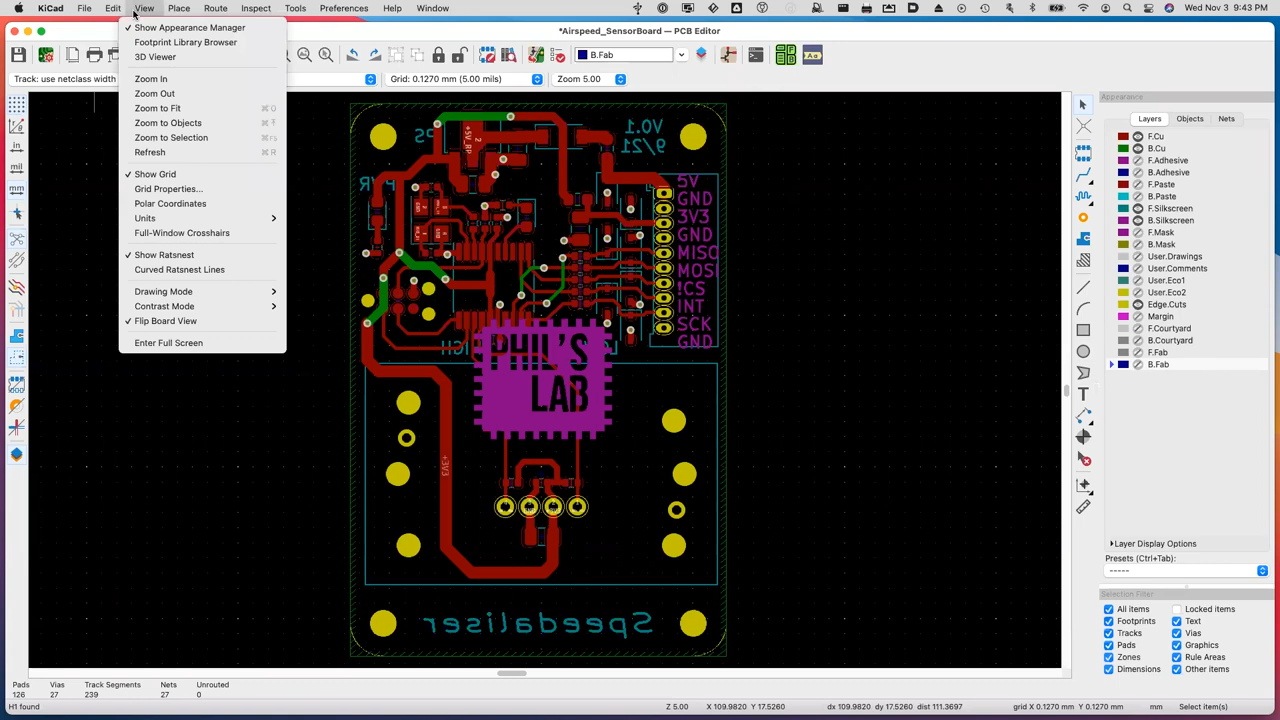 KiCad File Edit View Place Route Inspect Tools Preferences Help Window Wed Nov 3 9:43 PM
*Airspeed_SensorBoard — PCB Editor
Show Appearance Manager
Footprint Library Browser
3D Viewer
Zoom In
Zoom Out
Zoom to Fit ⌘0
Zoom to Objects
Zoom to Selection
Refresh ⌘R
Show Grid
Grid Properties...
Polar Coordinates
Units
Full-Window Crosshairs
Show Ratsnest
Curved Ratsnest Lines
Drawing Mode
Contrast Mode
Flip Board View
Enter Full Screen
B.Fab
Track: use netclass width
Grid: 0.1270 mm (5.00 mils)
Zoom 5.00
in
mil
mm
V0.1
9/21
PS
PWR
+5V_RP
5V
GND
3V3
GND
MISO
MOSI
!CS
INT
SCK
GND
HIGH
PHIL'S
LAB
+3V3
Speedaliser
Appearance
Layers Objects Nets
F.Cu
B.Cu
F.Adhesive
B.Adhesive
F.Paste
B.Paste
F.Silkscreen
B.Silkscreen
F.Mask
B.Mask
User.Drawings
User.Comments
User.Eco1
User.Eco2
Edge.Cuts
Margin
F.Courtyard
B.Courtyard
F.Fab
B.Fab
Layer Display Options
Presets (Ctrl+Tab):
-----
Selection Filter
All items Locked items
Footprints Text
Tracks Vias
Pads Graphics
Zones Rule Areas
Dimensions Other items
Pads Vias Track Segments Nets Unrouted
126 27 239 27 0
H1 found Z 5.00 X 109.9820 Y 17.5260 dx 109.9820 dy 17.5260 dist 111.3697 grid X 0.1270 Y 0.1270 mm Select item(s)